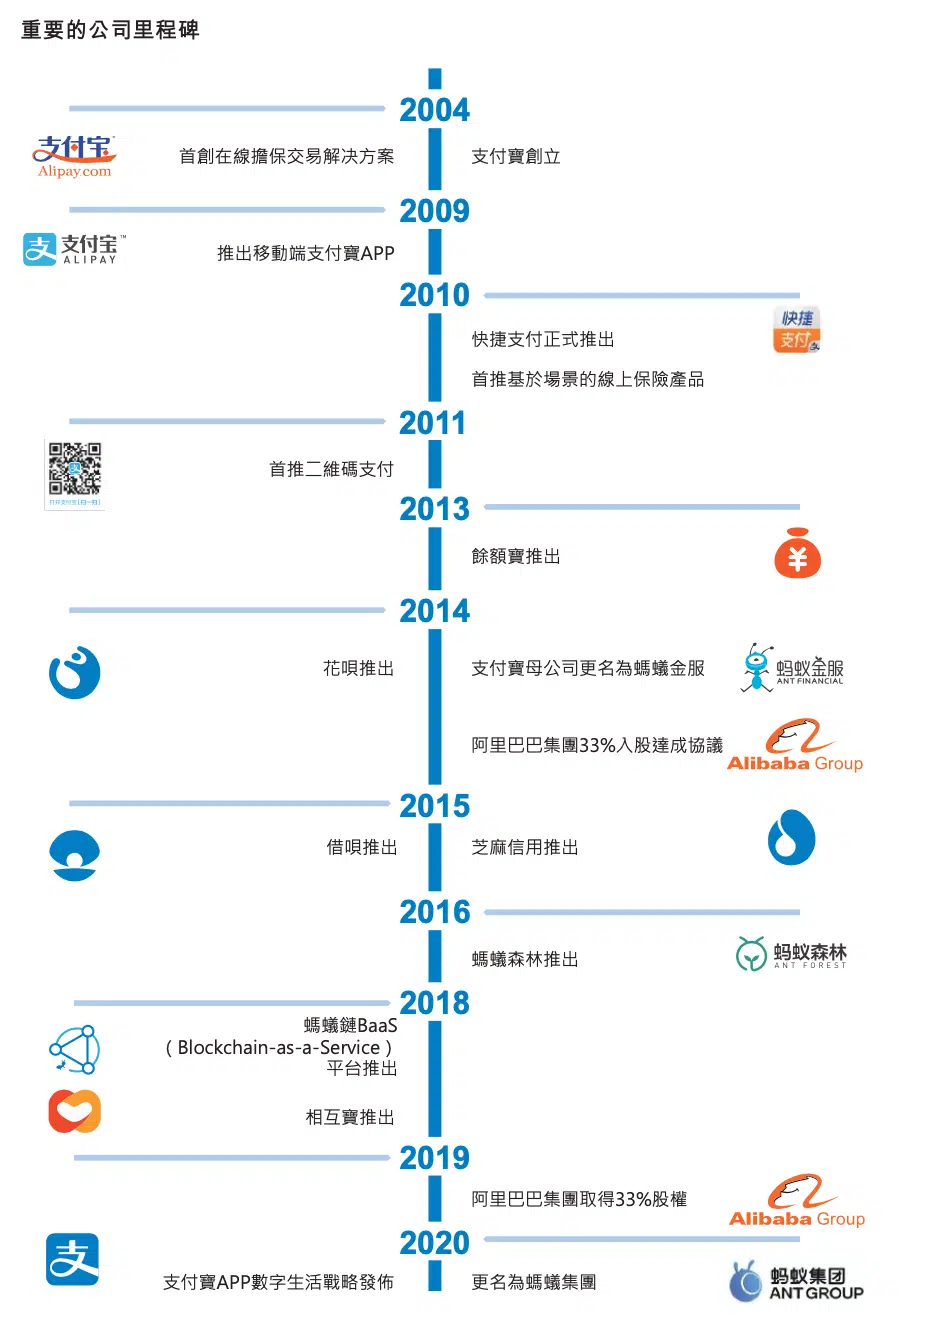 重要的公司里程碑
2004
支付宝
Alipay.com
首創在線擔保交易解決方案
支付寶創立
2009
支
支付宝™
ALIPAY
推出移動端支付寶APP
2010
快捷支付正式推出
快捷
支付
首推基於場景的線上保險產品
2011
首推二維碼支付
打开支付宝[扫一扫]
2013
餘額寶推出
¥
2014
花唄推出
支付寶母公司更名為螞蟻金服
蚂蚁金服
ANT FINANCIAL
阿里巴巴集團33%入股達成協議
Alibaba Group
2015
借唄推出
芝麻信用推出
2016
螞蟻森林推出
蚂蚁森林
ANT FOREST
2018
螞蟻鏈BaaS
（Blockchain-as-a-Service）
平台推出
相互寶推出
2019
阿里巴巴集團取得33%股權
Alibaba Group
2020
支
支付寶APP數字生活戰略發佈
更名為螞蟻集團
蚂蚁集团
ANT GROUP